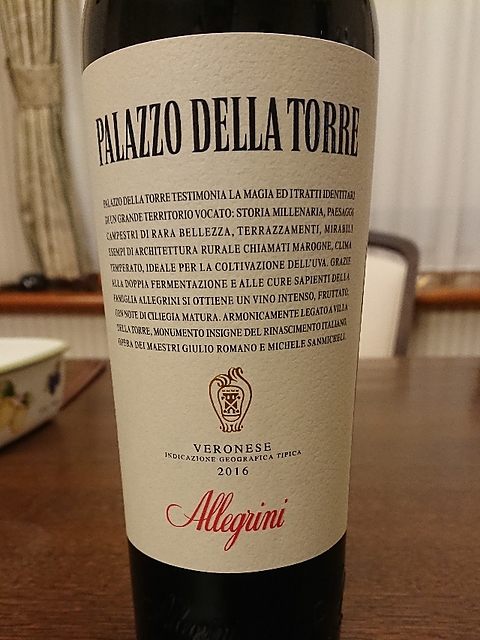 PALAZZO DELLA TORRE
PALAZZO DELLA TORRE TESTIMONIA LA MAGIA ED I TRATTI IDENTITARI
DI UN GRANDE TERRITORIO VOCATO: STORIA MILLENARIA, PAESAGGI
CAMPESTRI DI RARA BELLEZZA, TERRAZZAMENTI, MIRABILI
ESEMPI DI ARCHITETTURA RURALE CHIAMATI MAROGNE, CLIMA
TEMPERATO, IDEALE PER LA COLTIVAZIONE DELL'UVA. GRAZIE
ALLA DOPPIA FERMENTAZIONE E ALLE CURE SAPIENTI DELLA
FAMIGLIA ALLEGRINI SI OTTIENE UN VINO INTENSO, FRUTTATO,
CON NOTE DI CILIEGIA MATURA. ARMONICAMENTE LEGATO A VILLA
DELLA TORRE, MONUMENTO INSIGNE DEL RINASCIMENTO ITALIANO,
OPERA DEI MAESTRI GIULIO ROMANO E MICHELE SANMICHELI.
VERONESE
INDICAZIONE GEOGRAFICA TIPICA
2016
Allegrini